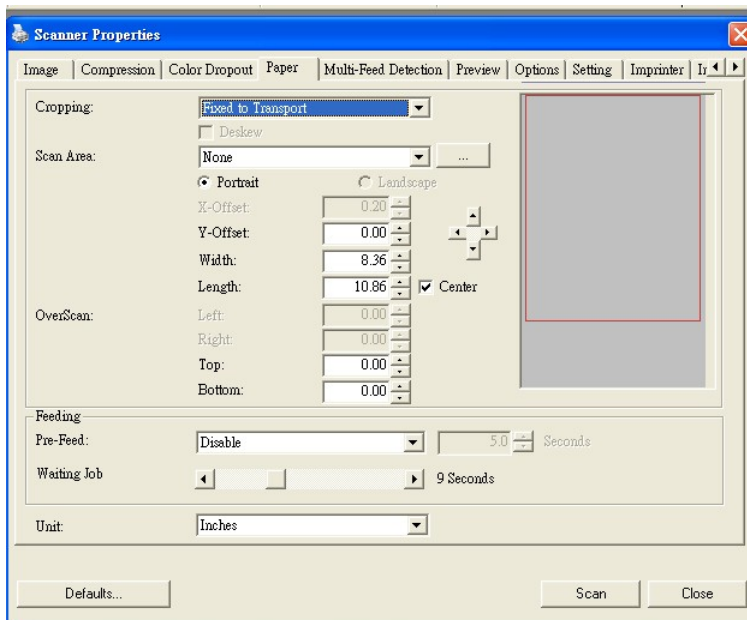 Scanner Properties
Image Compression Color Dropout Paper Multi-Feed Detection Preview Options Setting Imprinter
Cropping: Fixed to Transport
Deskew
Scan Area: None ...
Portrait Landscape
X-Offset: 0.20
Y-Offset: 0.00
Width: 8.36
Length: 10.86 Center
OverScan: Left: 0.00
Right: 0.00
Top: 0.00
Bottom: 0.00
Feeding
Pre-Feed: Disable 5.0 Seconds
Waiting Job 9 Seconds
Unit: Inches
Defaults... Scan Close